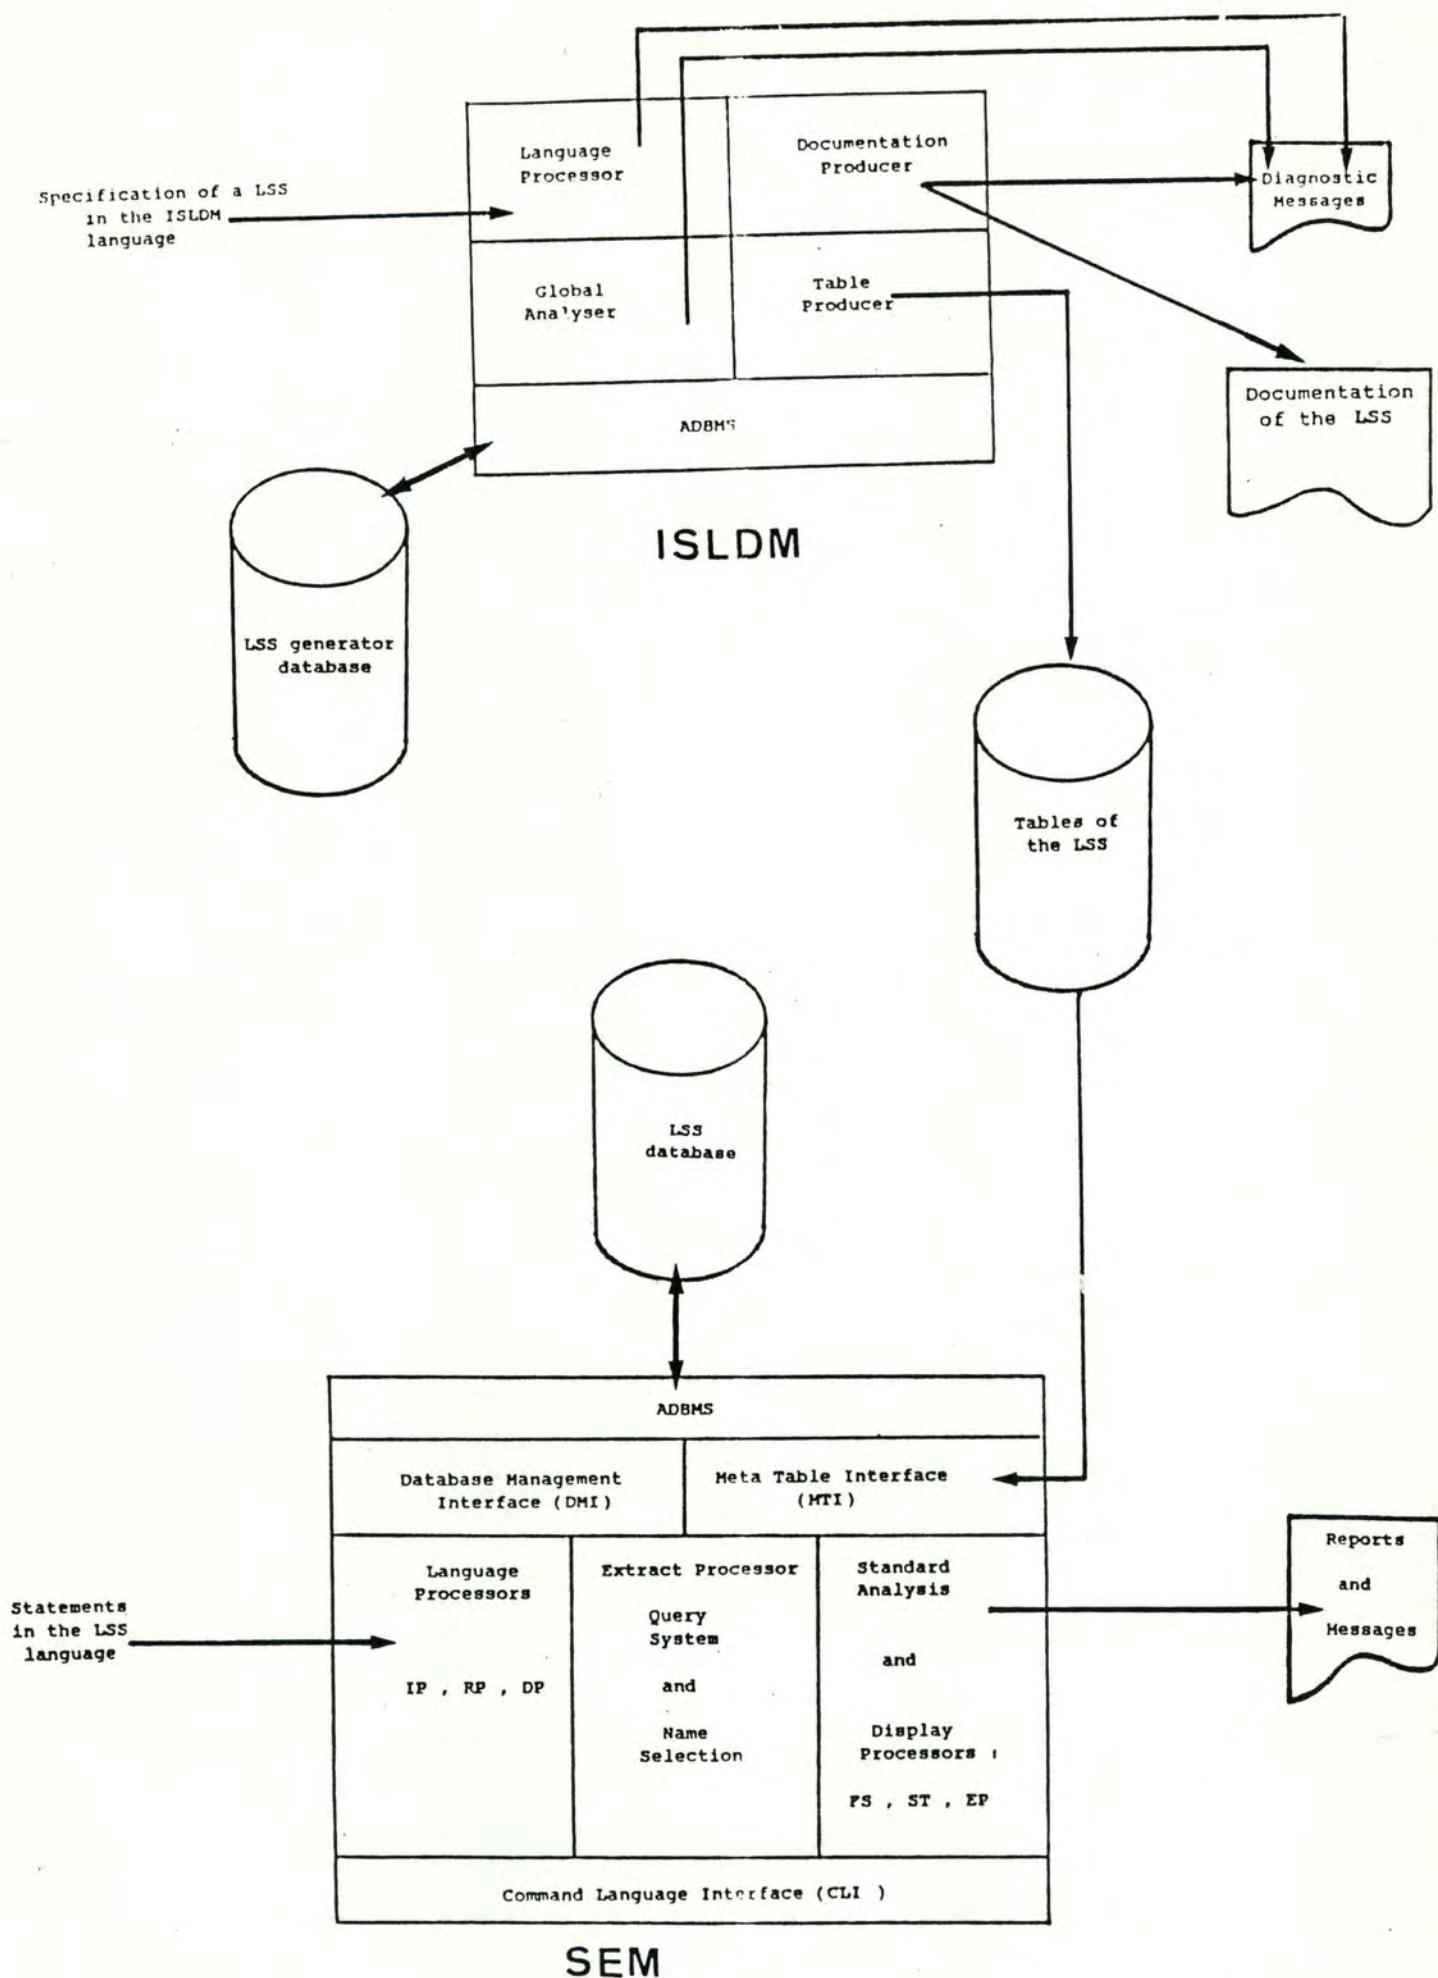 Language
Processor
Documentation
Producer
Specification of a LSS
in the ISLDM
language
Diagnostic
Messages
Global
Analyser
Table
Producer
Documentation
of the LSS
ADBMS
ISLDM
LSS generator
database
Tables of
the LSS
LSS
database
ADBMS
Database Management
Interface (DMI)
Meta Table Interface
(MTI)
Language
Processors
IP , RP , DP
Extract Processor
Query
System
and
Name
Selection
Standard
Analysis
and
Display
Processors :
FS , ST , EP
Reports
and
Messages
Statements
in the LSS
language
Command Language Interface (CLI )
SEM